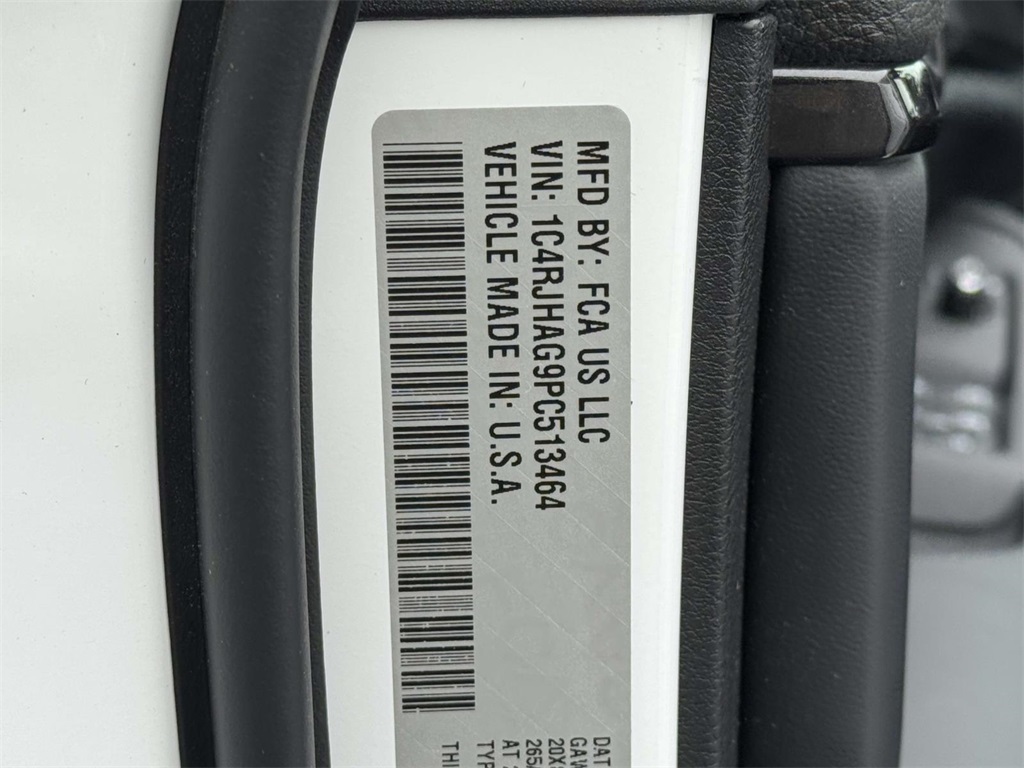 MFD BY: FCA US LLC
VIN: 1C4RJHAG9PC513464
VEHICLE MADE IN: U.S.A.